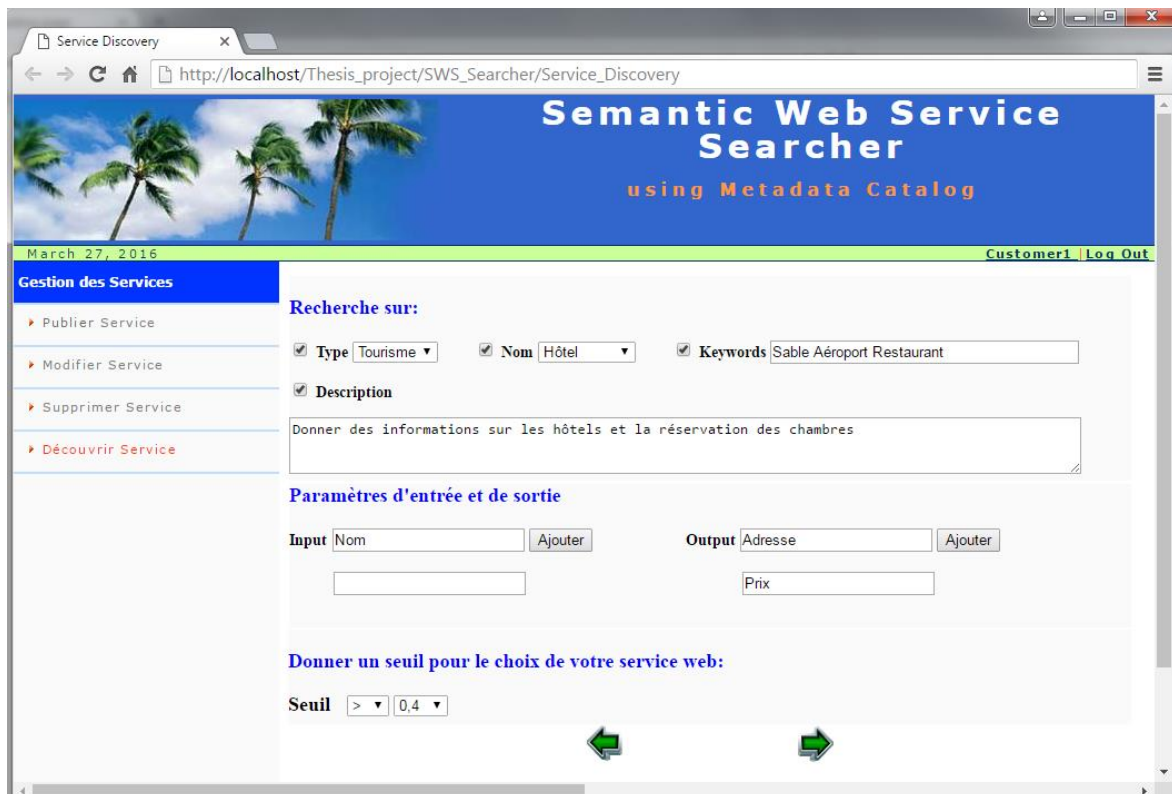 Service Discovery
http://localhost/Thesis_project/SWS_Searcher/Service_Discovery
Semantic Web Service
Searcher
using Metadata Catalog
March 27, 2016
Customer1 | Log Out
Gestion des Services
Publier Service
Modifier Service
Supprimer Service
Découvrir Service
Recherche sur:
Type Tourisme Nom Hôtel Keywords Sable Aéroport Restaurant
Description
Donner des informations sur les hôtels et la réservation des chambres
Paramètres d'entrée et de sortie
Input Nom Ajouter Output Adresse Ajouter
Prix
Donner un seuil pour le choix de votre service web:
Seuil > 0,4